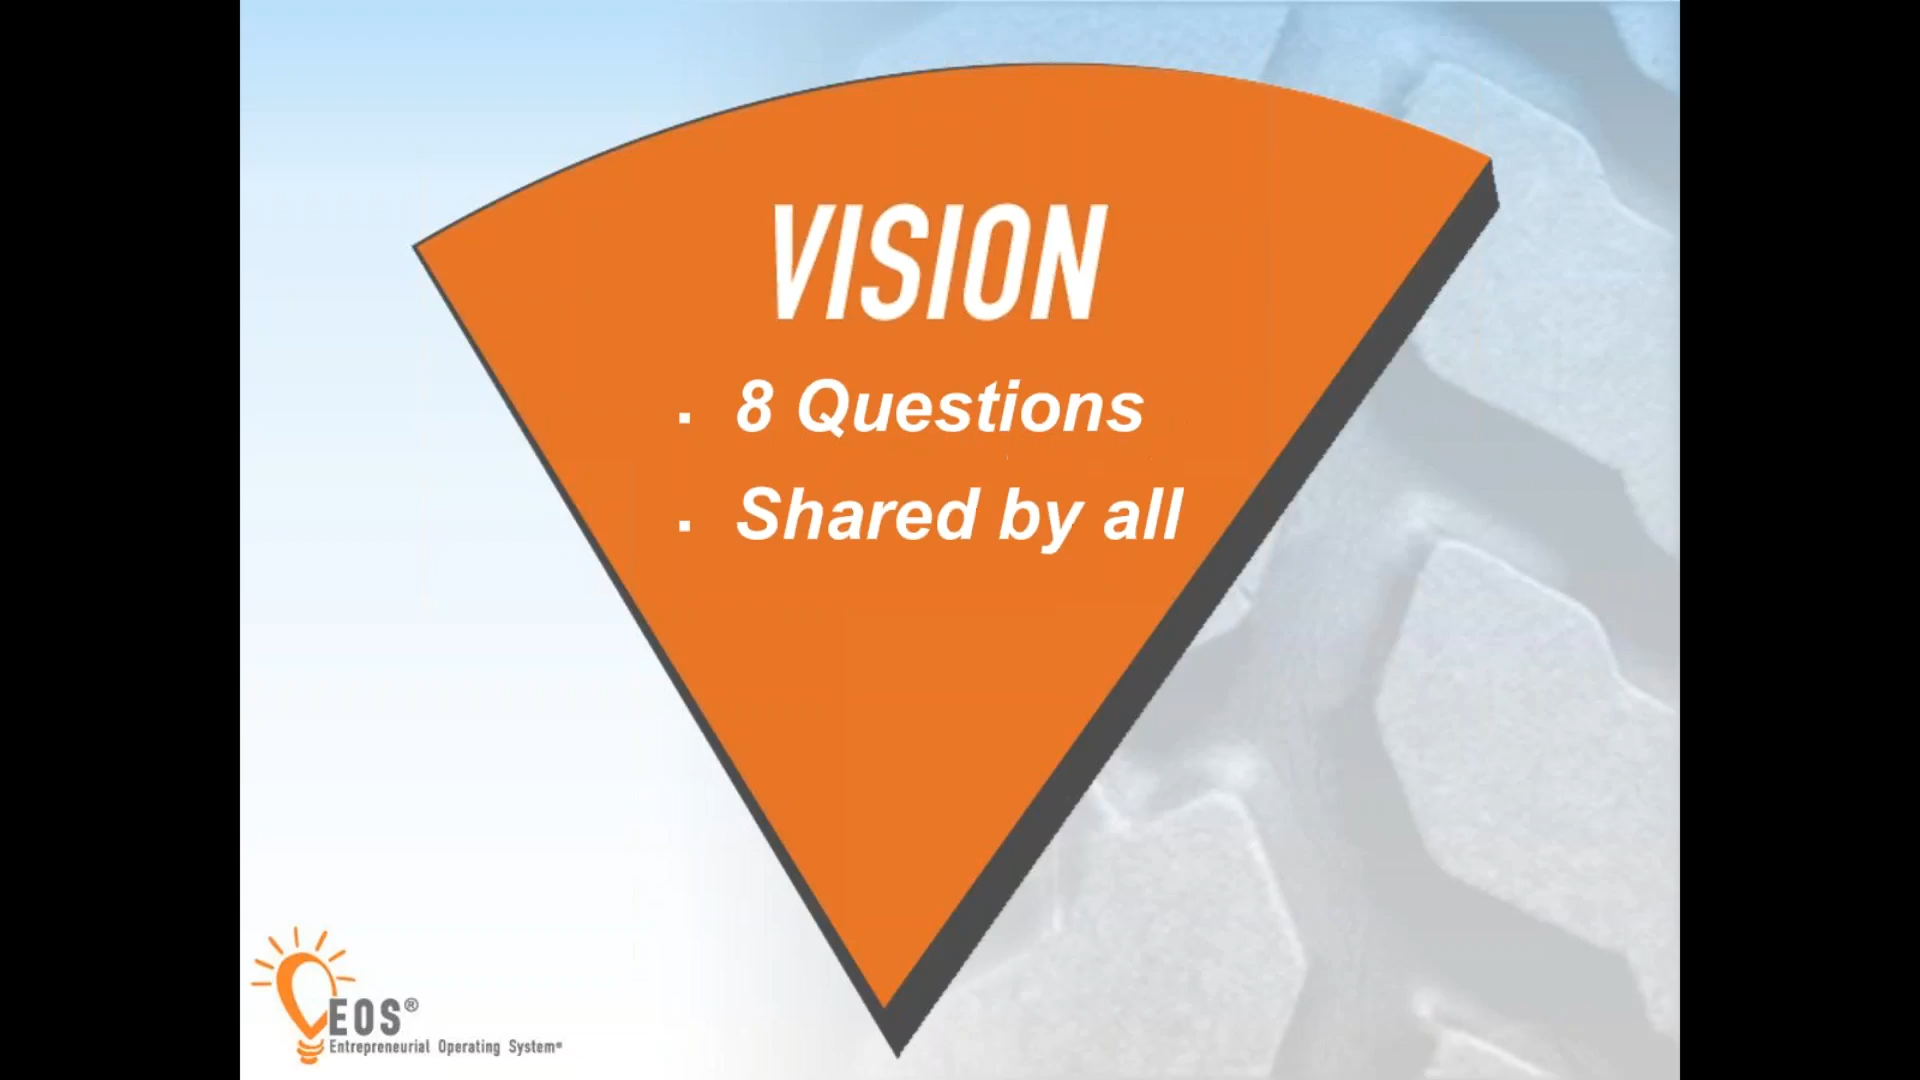 VISION
▪ 8 Questions
▪ Shared by all
EOS®
Entrepreneurial Operating System®